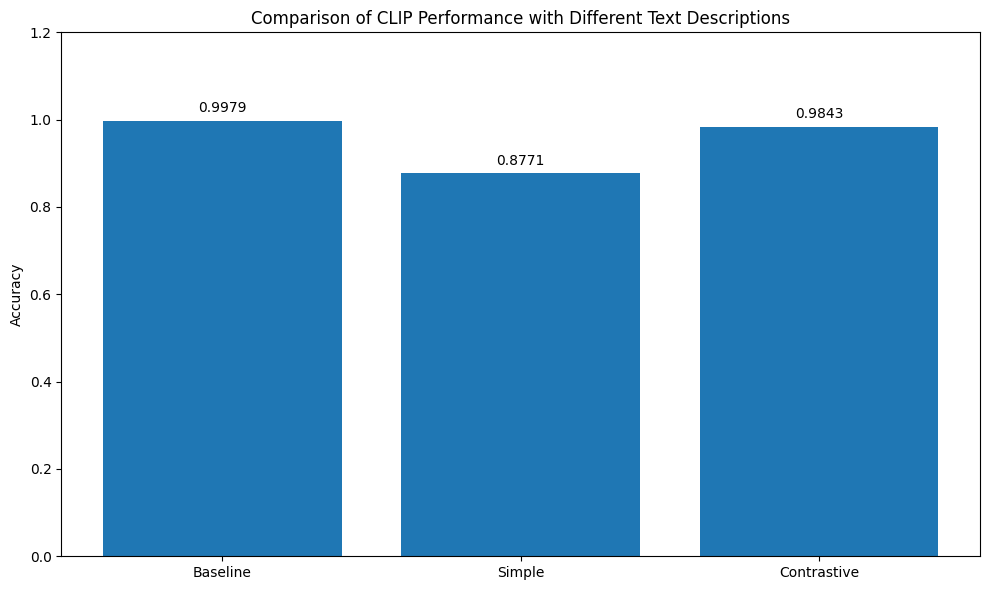 Comparison of CLIP Performance with Different Text Descriptions
1.2
1.0
0.8
0.6
0.4
0.2
0.0
Accuracy
0.9979
0.8771
0.9843
Baseline
Simple
Contrastive